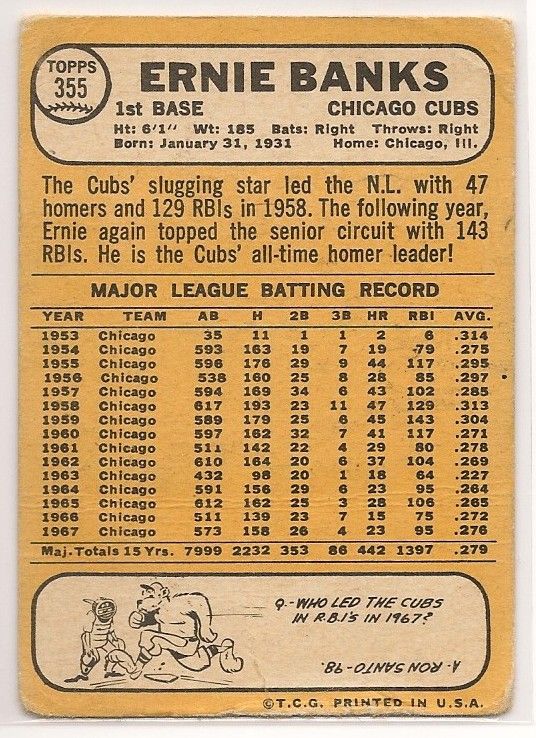 TOPPS
355
ERNIE BANKS
1st BASE CHICAGO CUBS
Ht: 6'1" Wt: 185 Bats: Right Throws: Right
Born: January 31, 1931 Home: Chicago, Ill.
The Cubs' slugging star led the N.L. with 47
homers and 129 RBIs in 1958. The following year,
Ernie again topped the senior circuit with 143
RBIs. He is the Cubs' all-time homer leader!
MAJOR LEAGUE BATTING RECORD
YEAR TEAM AB H 2B 3B HR RBI AVG.
1953 Chicago 35 11 1 1 2 6 .314
1954 Chicago 593 163 19 7 19 79 .275
1955 Chicago 596 176 29 9 44 117 .295
1956 Chicago 538 160 25 8 28 85 .297
1957 Chicago 594 169 34 6 43 102 .285
1958 Chicago 617 193 23 11 47 129 .313
1959 Chicago 589 179 25 6 45 143 .304
1960 Chicago 597 162 32 7 41 117 .271
1961 Chicago 511 142 22 4 29 80 .278
1962 Chicago 610 164 20 6 37 104 .269
1963 Chicago 432 98 20 1 18 64 .227
1964 Chicago 591 156 29 6 23 95 .264
1965 Chicago 612 162 25 3 28 106 .265
1966 Chicago 511 139 23 7 15 75 .272
1967 Chicago 573 158 26 4 23 95 .276
Maj. Totals 15 Yrs. 7999 2232 353 86 442 1397 .279
Q.-WHO LED THE CUBS
IN R.B.I'S IN 1967?
A. RON SANTO-98.
©T.C.G. PRINTED IN U.S.A.